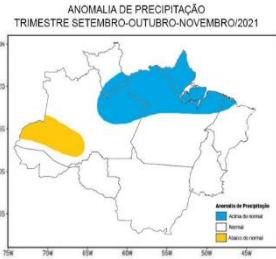 ANOMALIA DE PRECIPITAÇÃO
TRIMESTRE SETEMBRO-OUTUBRO-NOVEMBRO/2021
Anomalia de Precipitação
Acima do normal
Normal
Abaixo do normal
75W 70W 65W 60W 55W 50W 45W